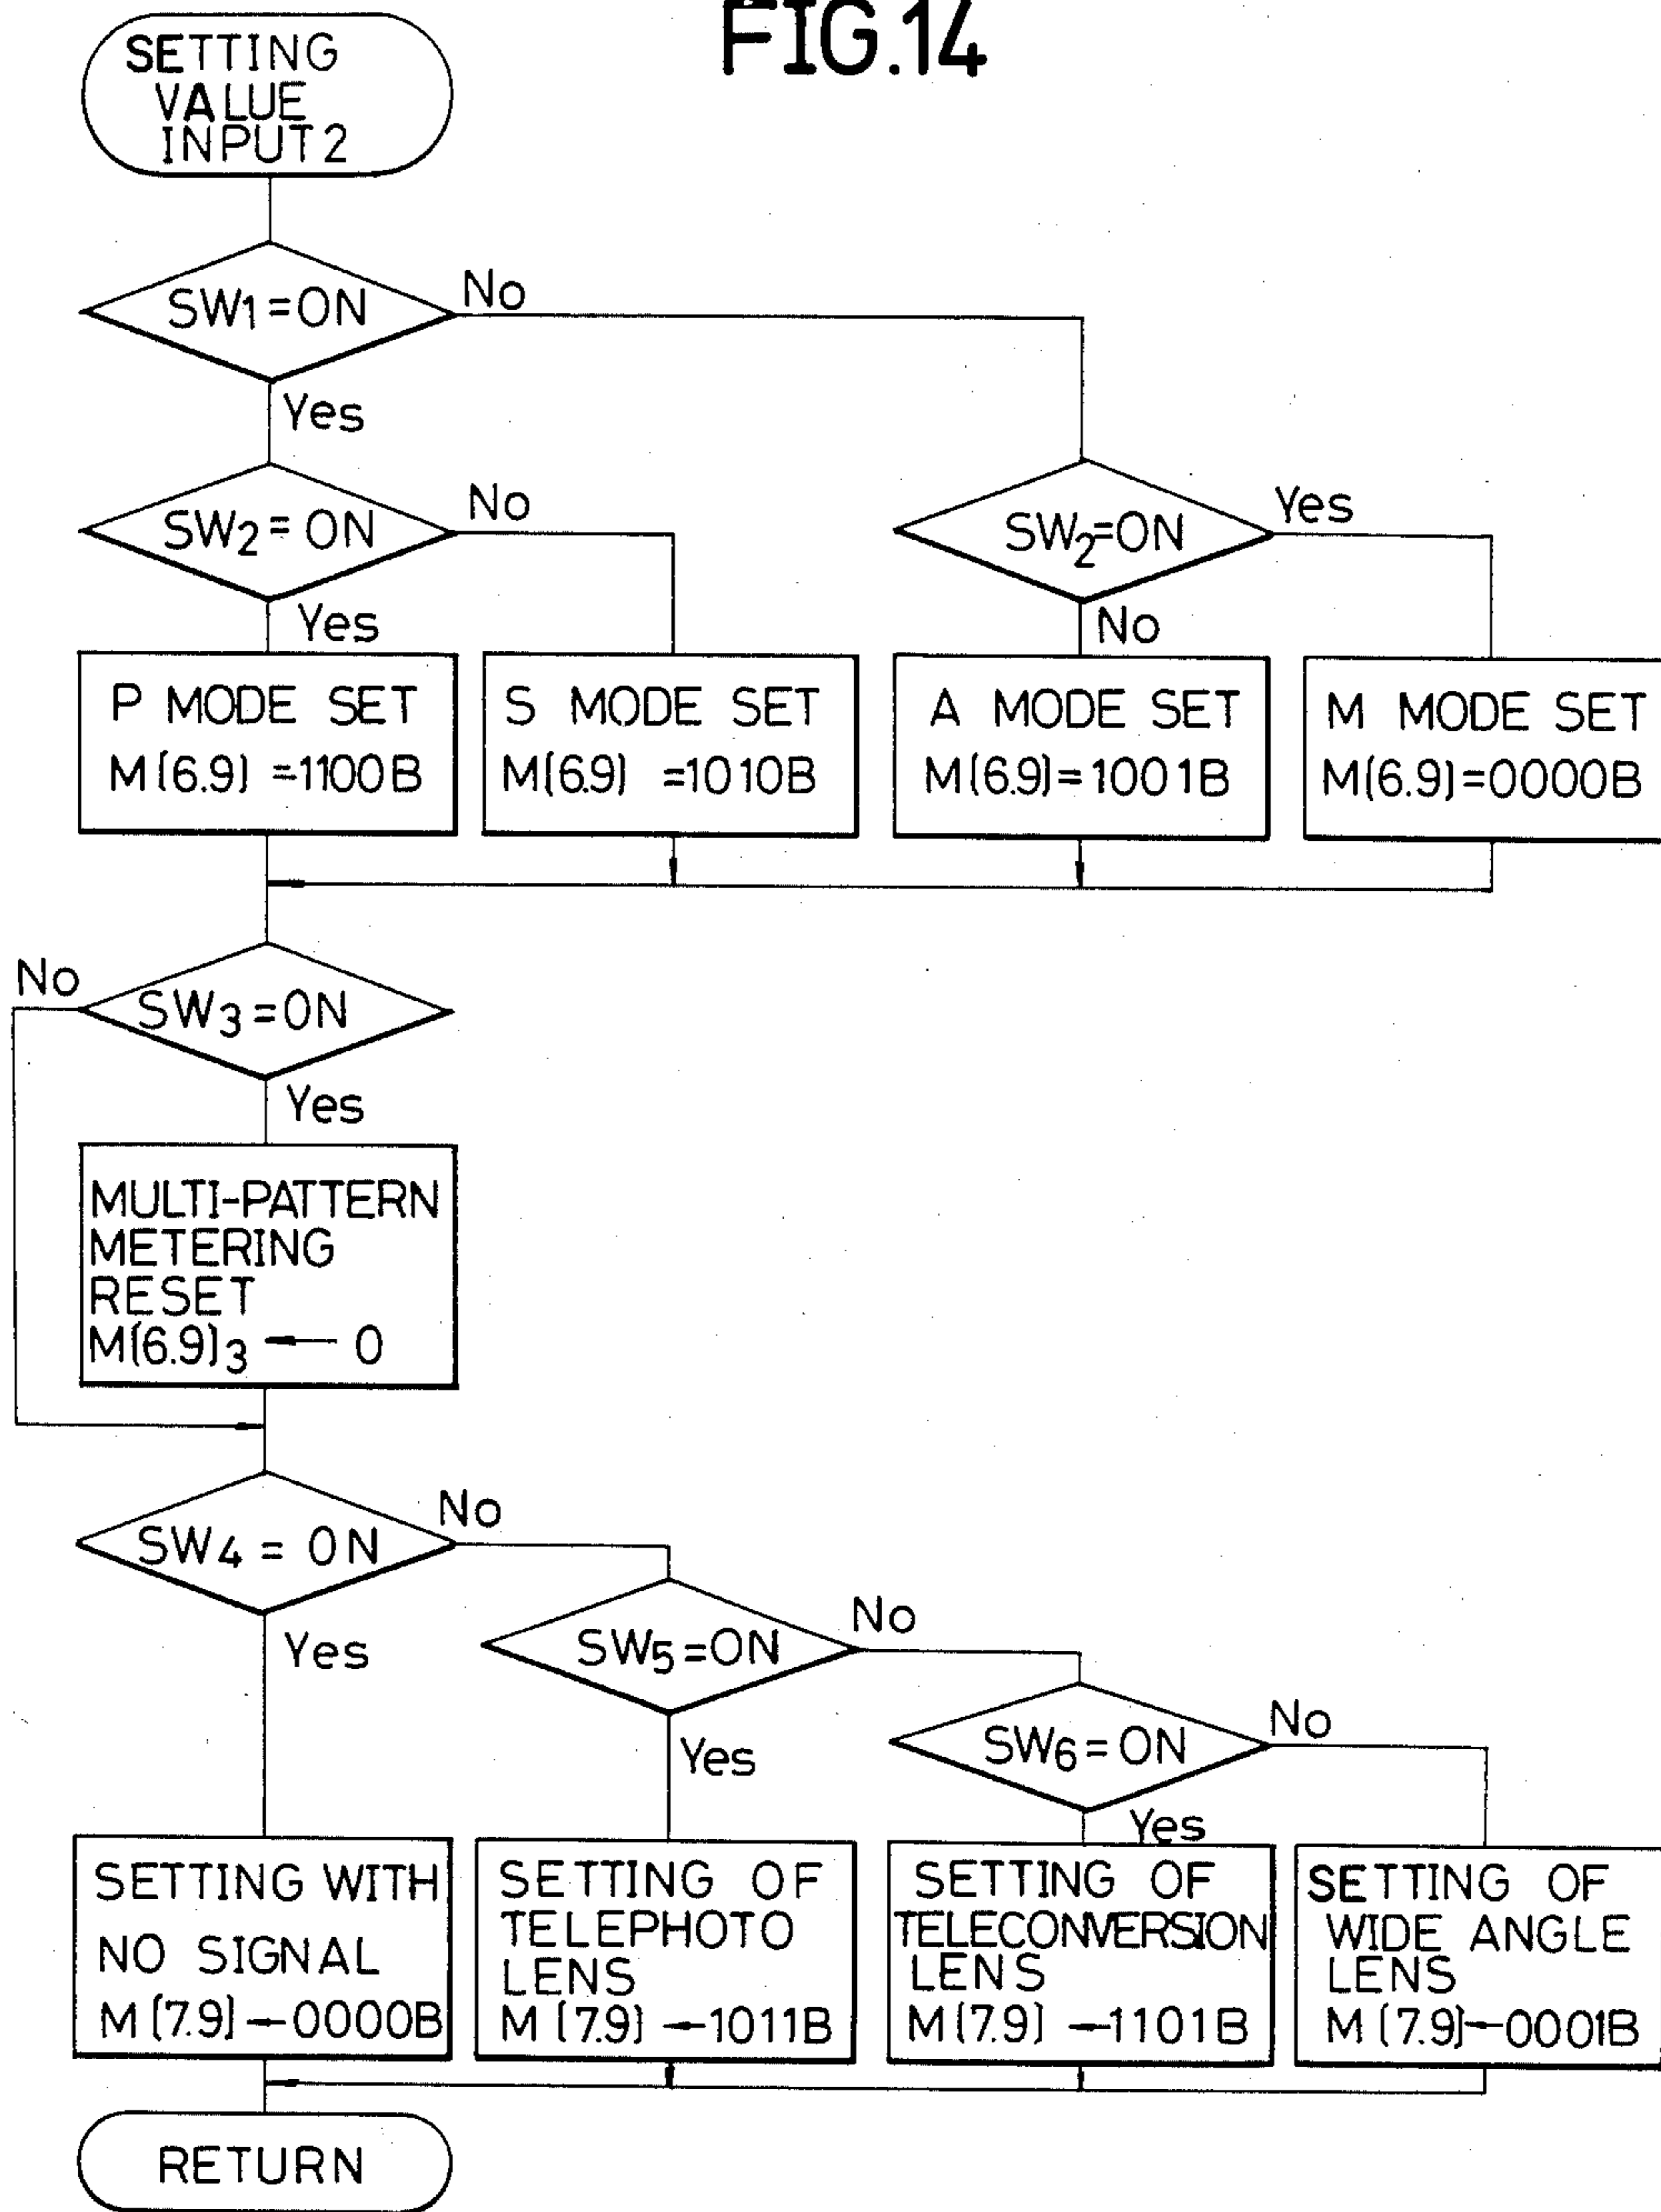 FIG.14
SETTING
VALUE
INPUT2
SW1=ON
No
Yes
SW2=ON
No
Yes
SW2=ON
Yes
No
P MODE SET
M(6.9) =1100B
S MODE SET
M(6.9) =1010B
A MODE SET
M(6.9)=1001B
M MODE SET
M(6.9)=0000B
No
SW3=ON
Yes
MULTI-PATTERN
METERING
RESET
M(6.9)3 ← 0
SW4=ON
No
Yes
SW5=ON
No
Yes
SW6=ON
No
Yes
SETTING WITH
NO SIGNAL
M(7.9)←0000B
SETTING OF
TELEPHOTO
LENS
M(7.9) ←1011B
SETTING OF
TELECONVERSION
LENS
M(7.9) ←1101B
SETTING OF
WIDE ANGLE
LENS
M(7.9)←0001B
RETURN